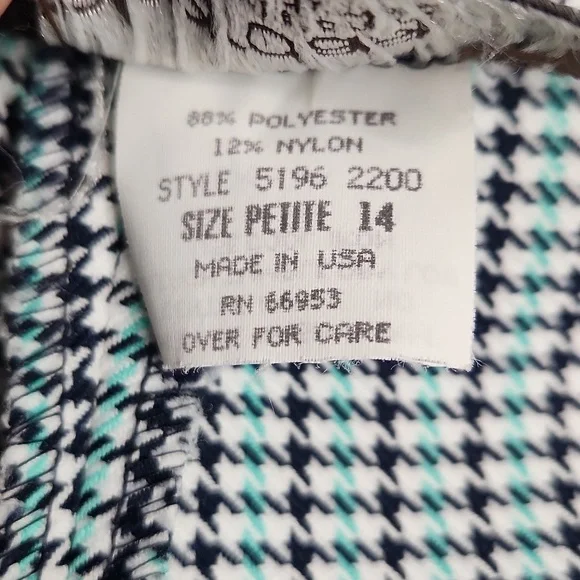 88% POLYESTER
12% NYLON
STYLE 5196 2200
SIZE PETITE 14
MADE IN USA
RN 66953
OVER FOR CARE